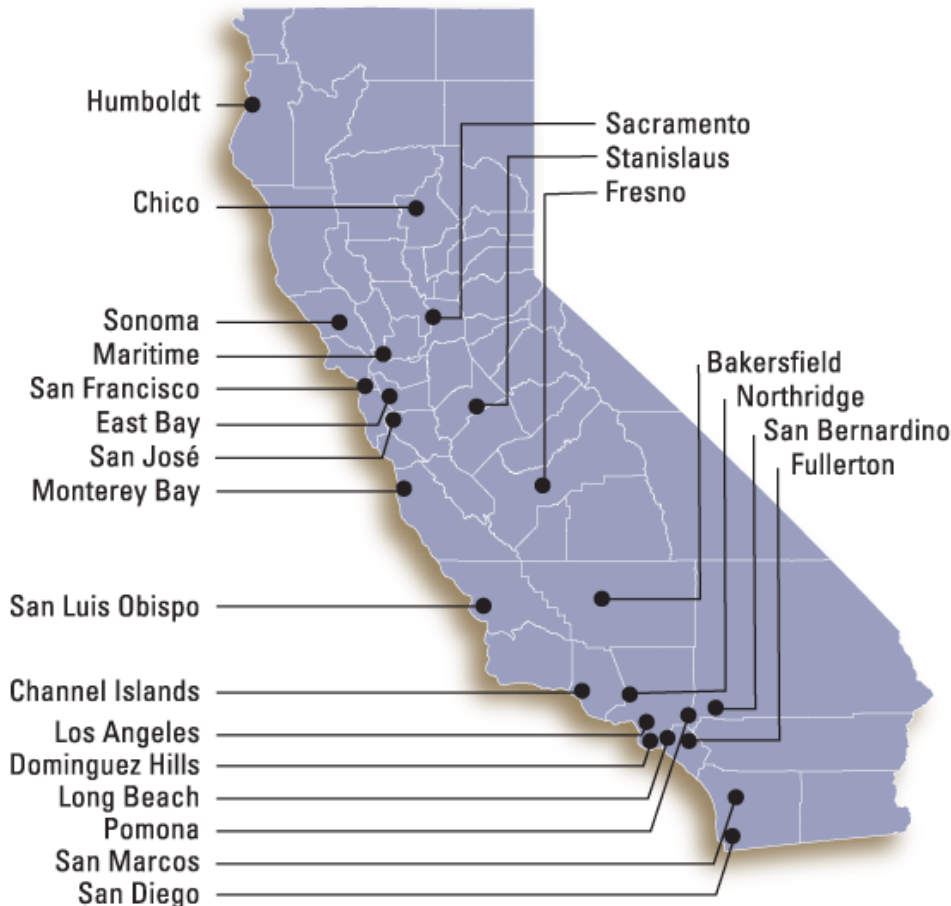 Humboldt
Chico
Sonoma
Maritime
San Francisco
East Bay
San José
Monterey Bay
San Luis Obispo
Channel Islands
Los Angeles
Dominguez Hills
Long Beach
Pomona
San Marcos
San Diego
Sacramento
Stanislaus
Fresno
Bakersfield
Northridge
San Bernardino
Fullerton